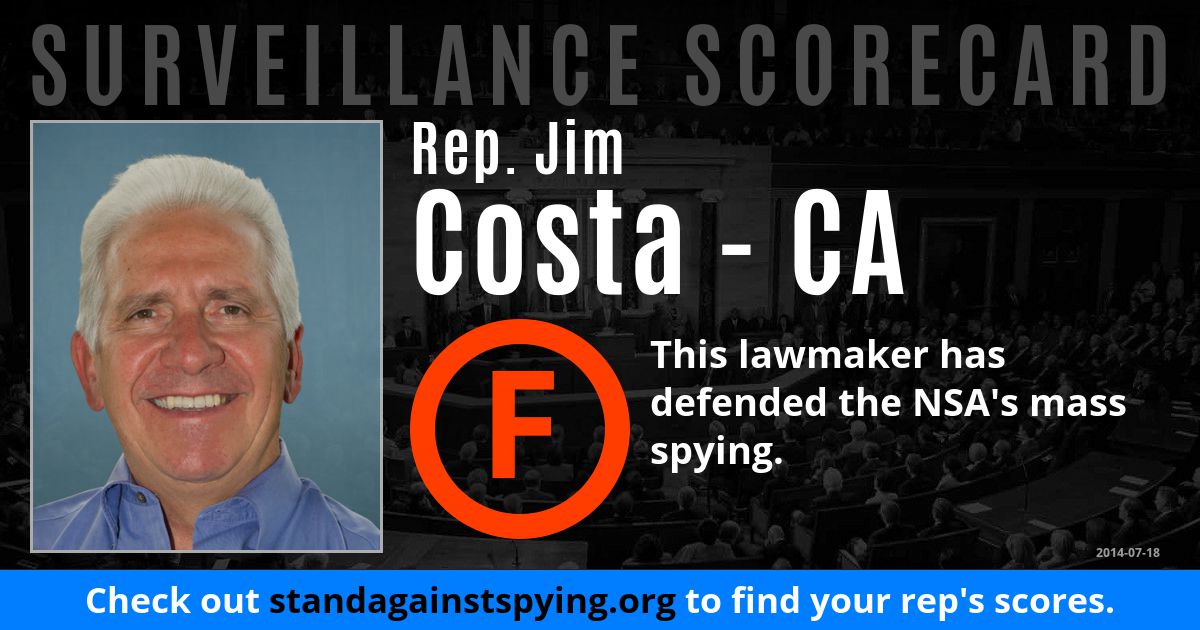 SURVEILLANCE SCORECARD
Rep. Jim
Costa - CA
F
This lawmaker has
defended the NSA's mass
spying.
2014-07-18
Check out standagainstspying.org to find your rep's scores.